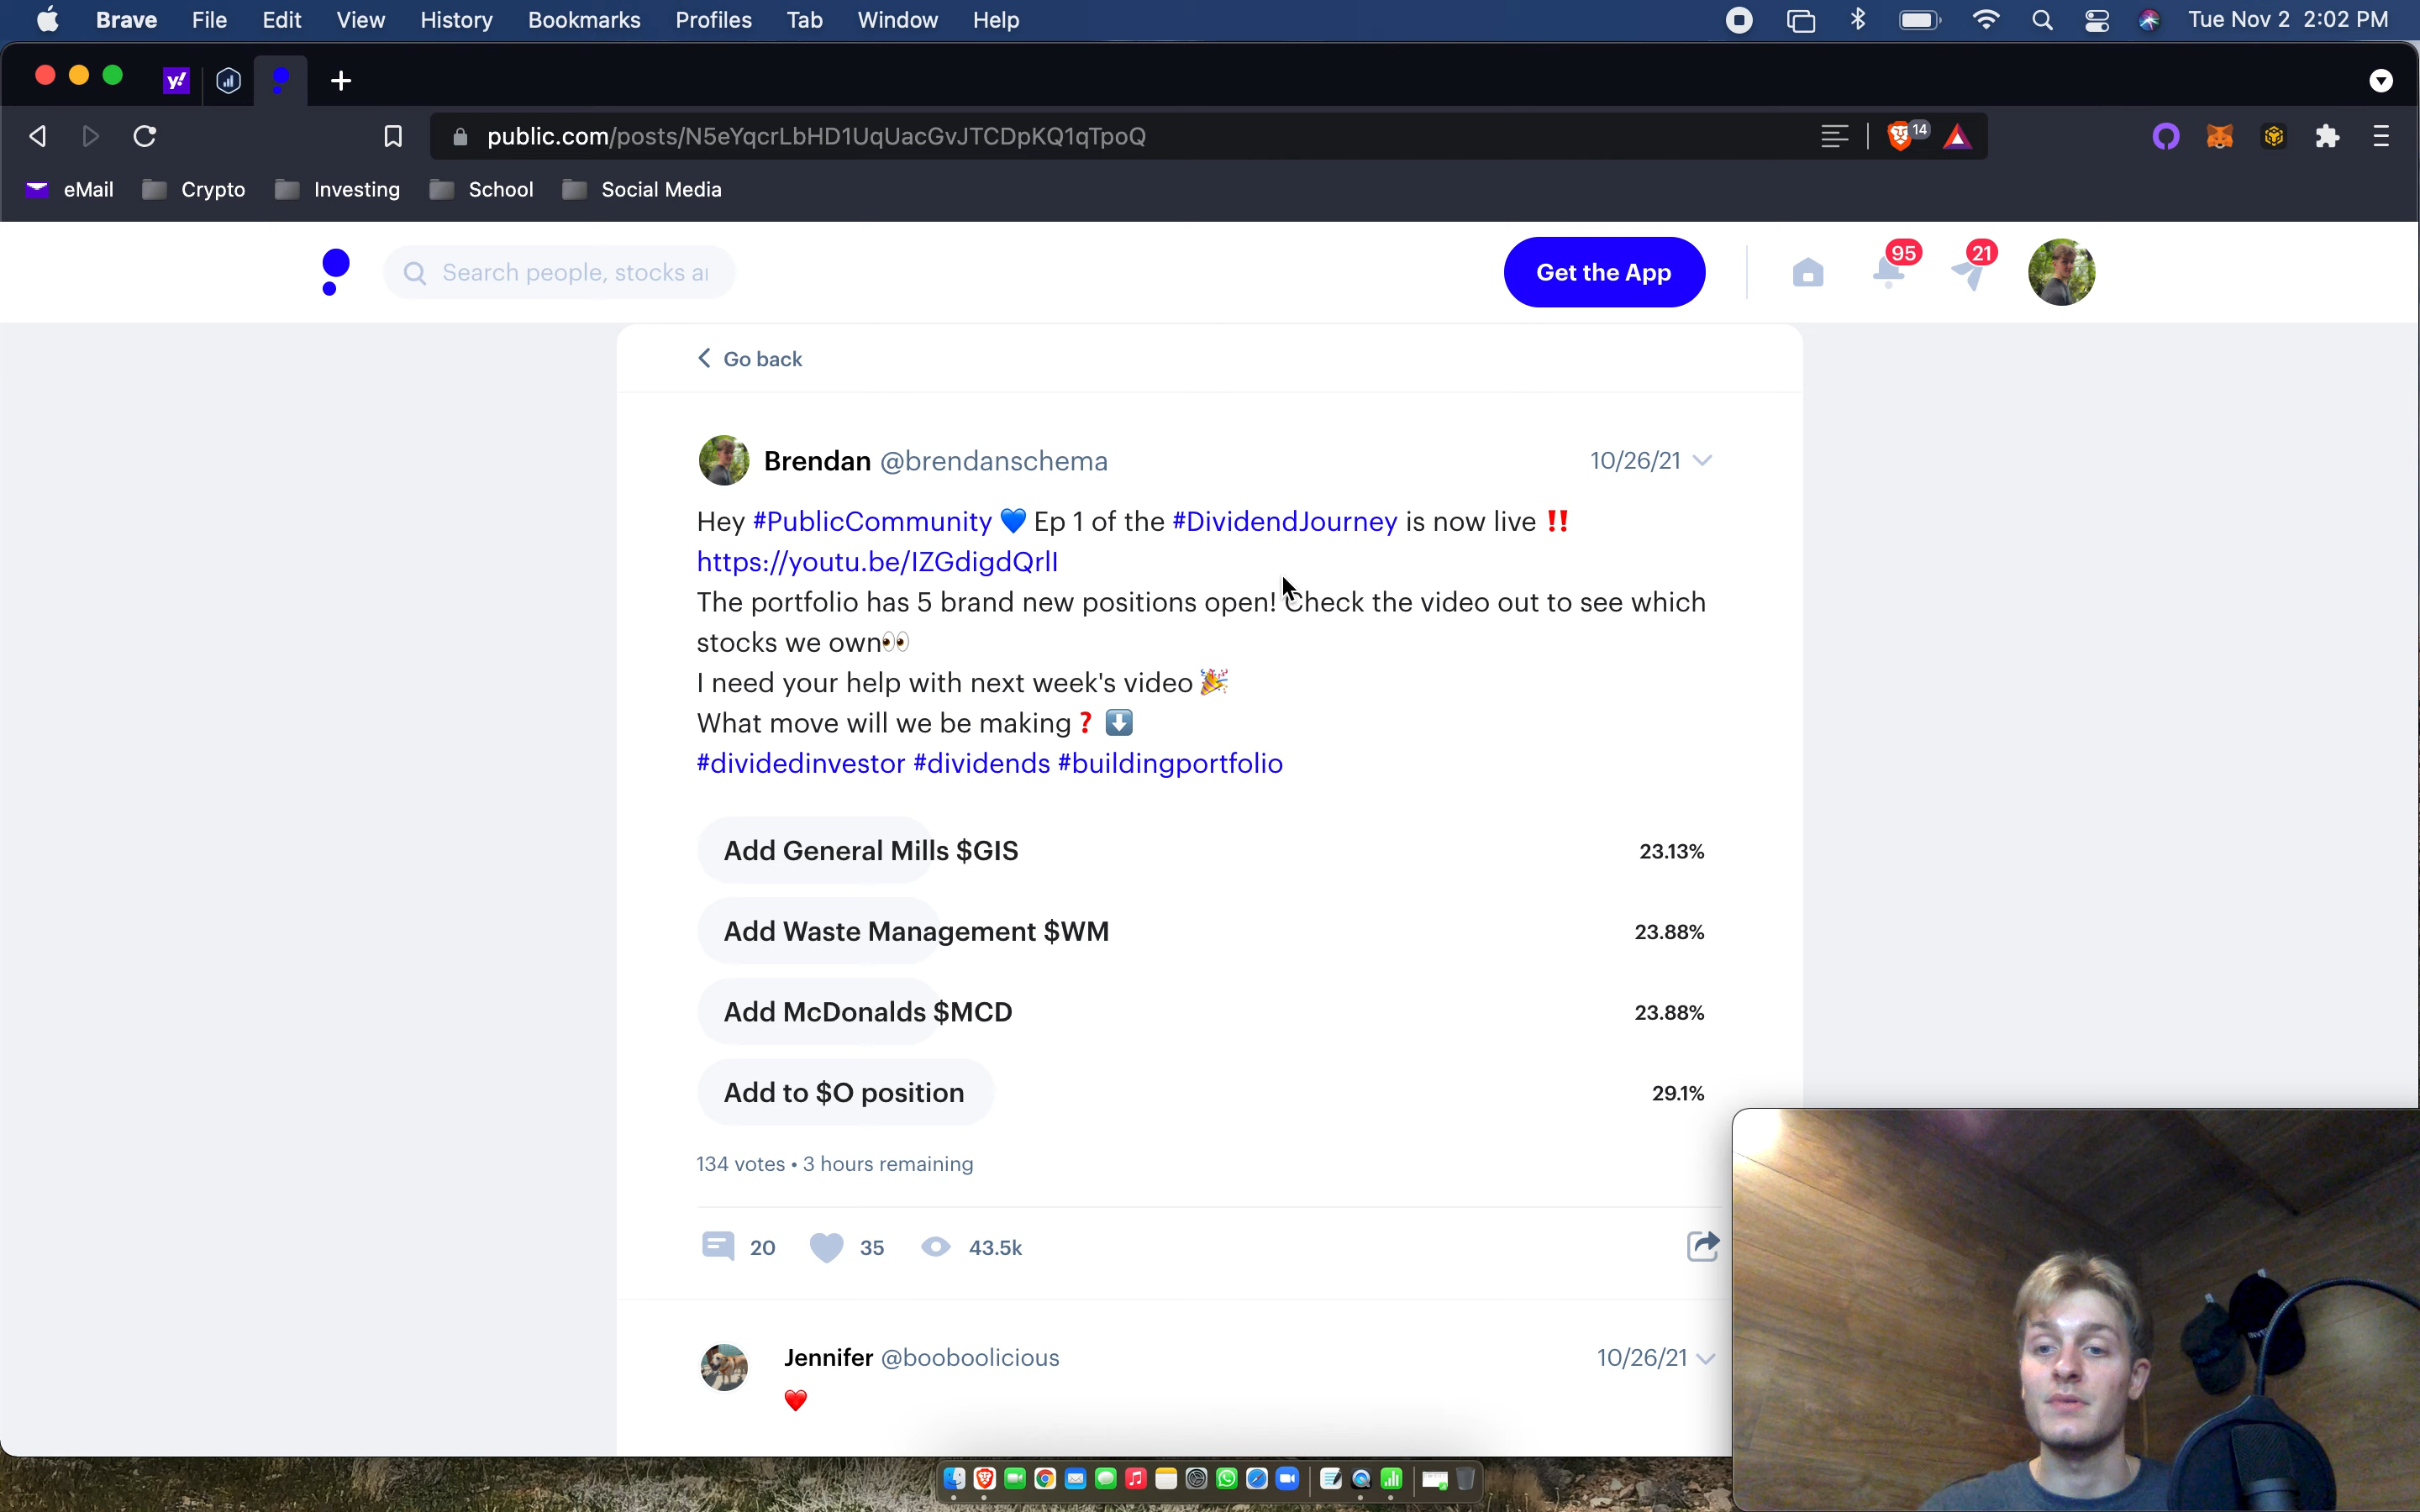 Brave File Edit View History Bookmarks Profiles Tab Window Help Tue Nov 2 2:02 PM
y!
public.com/posts/N5eYqcrLbHD1UqUacGvJTCDpKQ1qTpoQ 14
eMail Crypto Investing School Social Media
Search people, stocks ar Get the App 95 21
Go back
Brendan @brendanschema 10/26/21
Hey #PublicCommunity 💙 Ep 1 of the #DividendJourney is now live ‼️
https://youtu.be/IZGdigdQrlI
The portfolio has 5 brand new positions open! Check the video out to see which
stocks we own👀
I need your help with next week's video 🎉
What move will we be making❓ ⬇️
#dividedinvestor #dividends #buildingportfolio
Add General Mills $GIS 23.13%
Add Waste Management $WM 23.88%
Add McDonalds $MCD 23.88%
Add to $O position 29.1%
134 votes • 3 hours remaining
20 35 43.5k
Jennifer @booboolicious 10/26/21
❤️